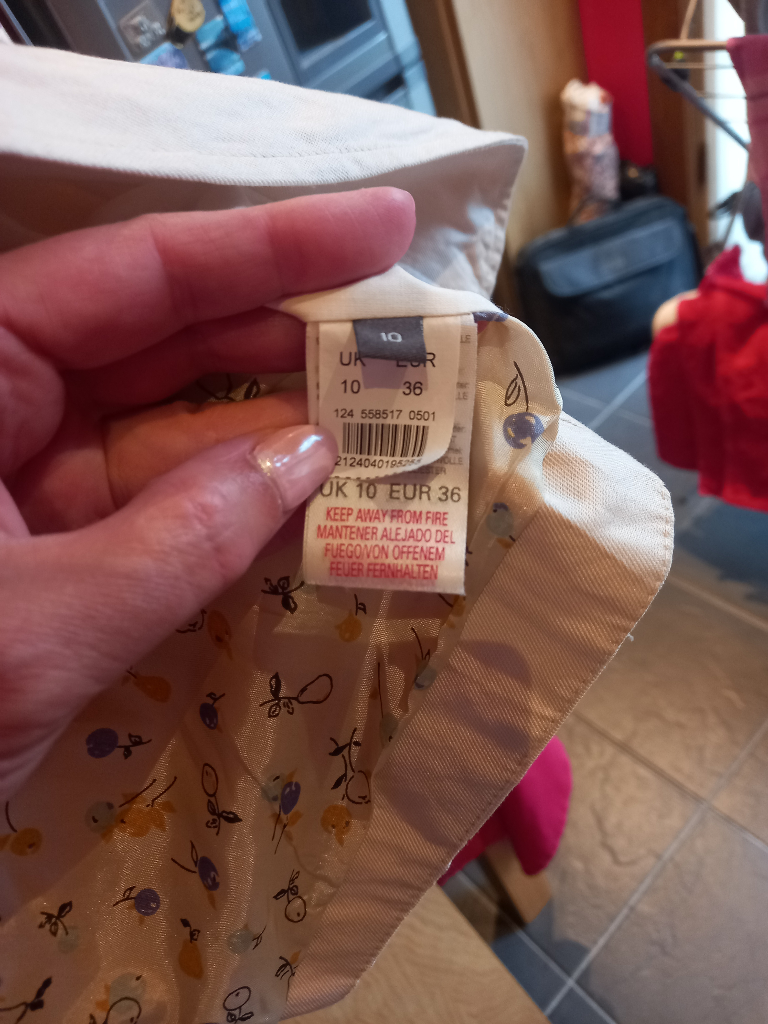 10
UK EUR
10 36
124 558517 0501
UK 10 EUR 36
KEEP AWAY FROM FIRE
MANTENER ALEJADO DEL
FUEGO/VON OFFENEM
FEUER FERNHALTEN